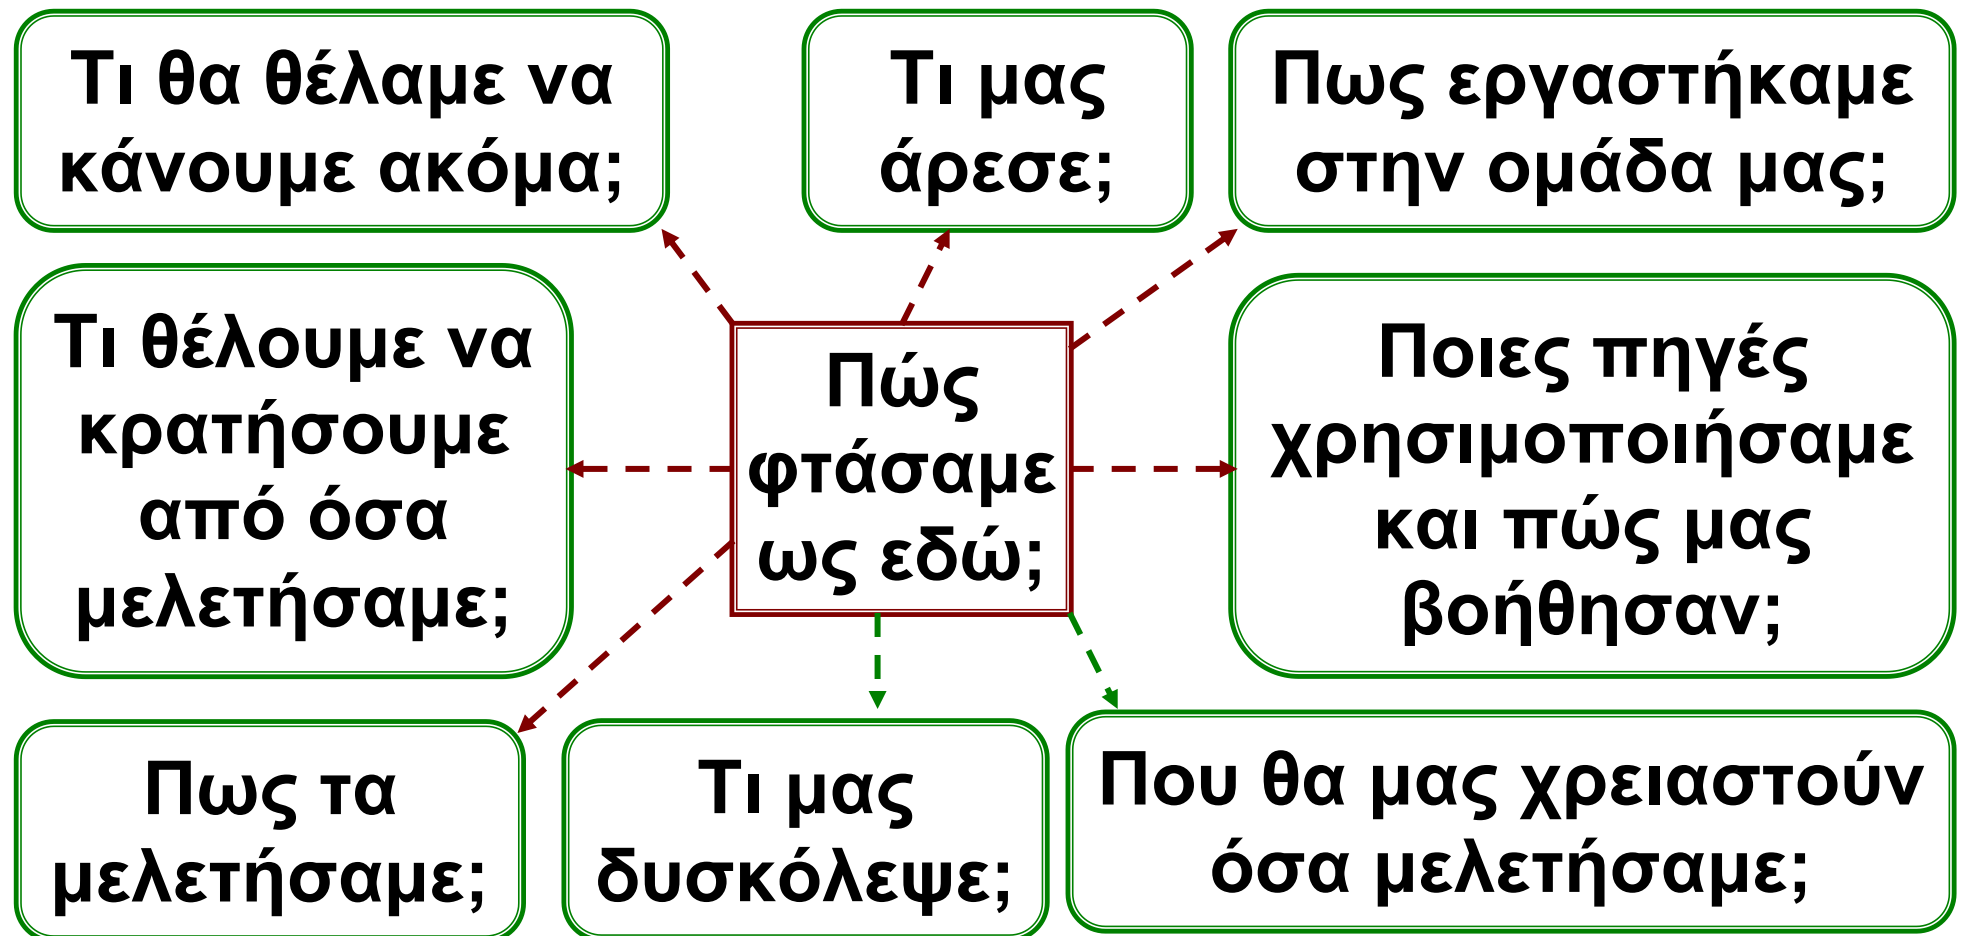 Τι θα θέλαμε να
κάνουμε ακόμα;
Τι μας
άρεσε;
Πως εργαστήκαμε
στην ομάδα μας;
Τι θέλουμε να
κρατήσουμε
από όσα
μελετήσαμε;
Πώς
φτάσαμε
ως εδώ;
Ποιες πηγές
χρησιμοποιήσαμε
και πώς μας
βοήθησαν;
Πως τα
μελετήσαμε;
Τι μας
δυσκόλεψε;
Που θα μας χρειαστούν
όσα μελετήσαμε;